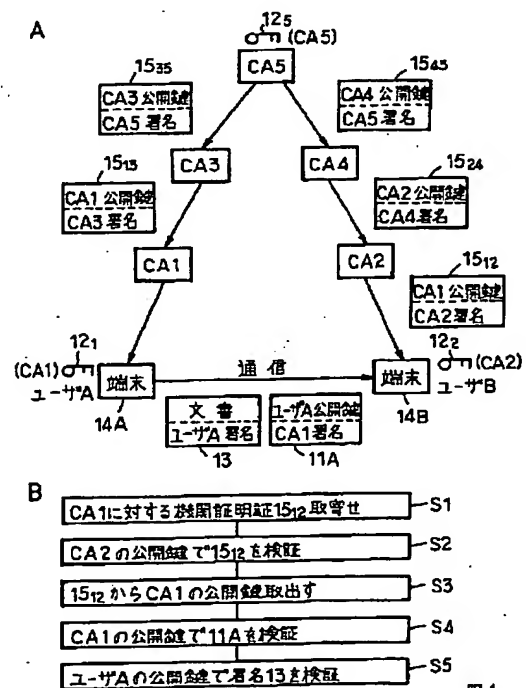 A
12₅
(CA5)
CA5
15₃₅
CA3 公開鍵
CA5 署名
15₄₅
CA4 公開鍵
CA5 署名
CA3
CA4
15₁₃
CA1 公開鍵
CA3 署名
15₂₄
CA2 公開鍵
CA4 署名
CA1
CA2
15₁₂
CA1 公開鍵
CA2 署名
12₁
(CA1)
ユーザA
端末
14A
通信
端末
14B
12₂
(CA2)
ユーザB
文書
ユーザA 署名
13
ユーザA 公開鍵
CA1 署名
11A
B
CA1に対する機関証明証15₁₂取寄せ
S1
CA2の公開鍵で15₁₂を検証
S2
15₁₂からCA1の公開鍵取出す
S3
CA1の公開鍵で11Aを検証
S4
ユーザAの公開鍵で署名13を検証
S5